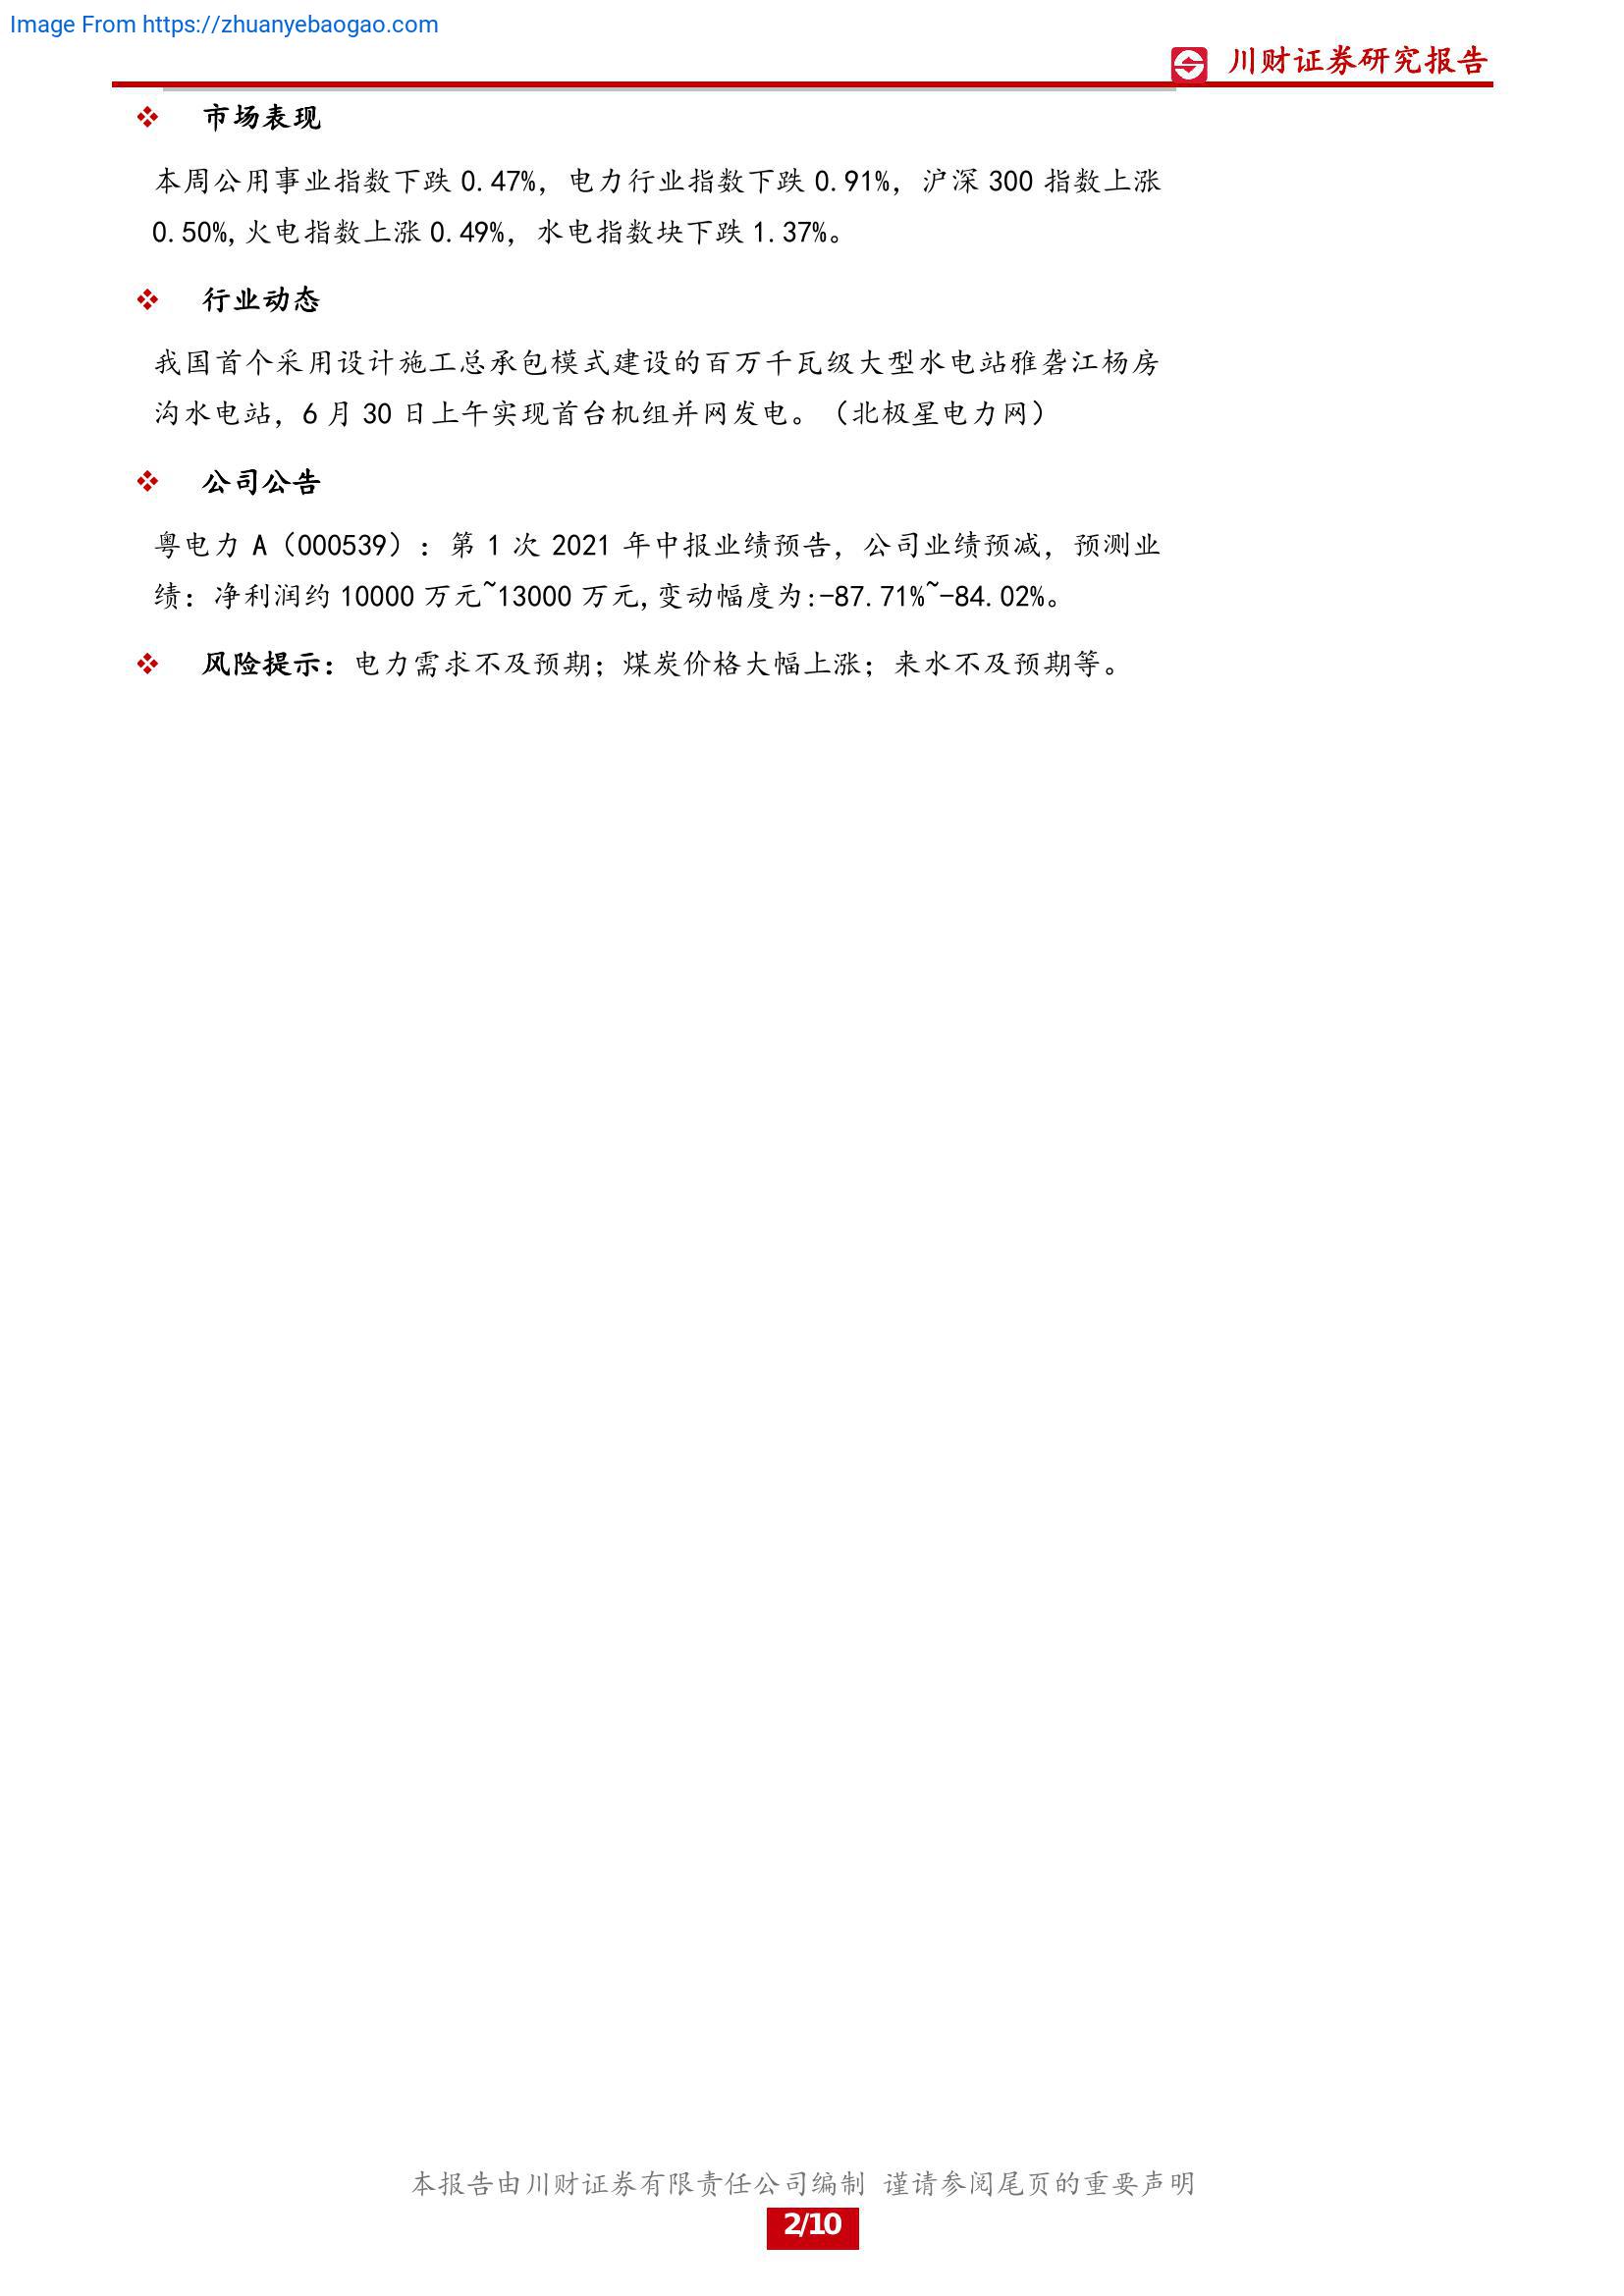 Image From https://zhuanyebaogao.com
川财证券研究报告
❖ 市场表现
本周公用事业指数下跌 0.47%，电力行业指数下跌 0.91%，沪深 300 指数上涨
0.50%,火电指数上涨 0.49%，水电指数块下跌 1.37%。
❖ 行业动态
我国首个采用设计施工总承包模式建设的百万千瓦级大型水电站雅砻江杨房
沟水电站，6 月 30 日上午实现首台机组并网发电。（北极星电力网）
❖ 公司公告
粤电力 A（000539）：第 1 次 2021 年中报业绩预告，公司业绩预减，预测业
绩：净利润约 10000 万元~13000 万元,变动幅度为:-87.71%~-84.02%。
❖ 风险提示：电力需求不及预期；煤炭价格大幅上涨；来水不及预期等。
本报告由川财证券有限责任公司编制 谨请参阅尾页的重要声明
2/10